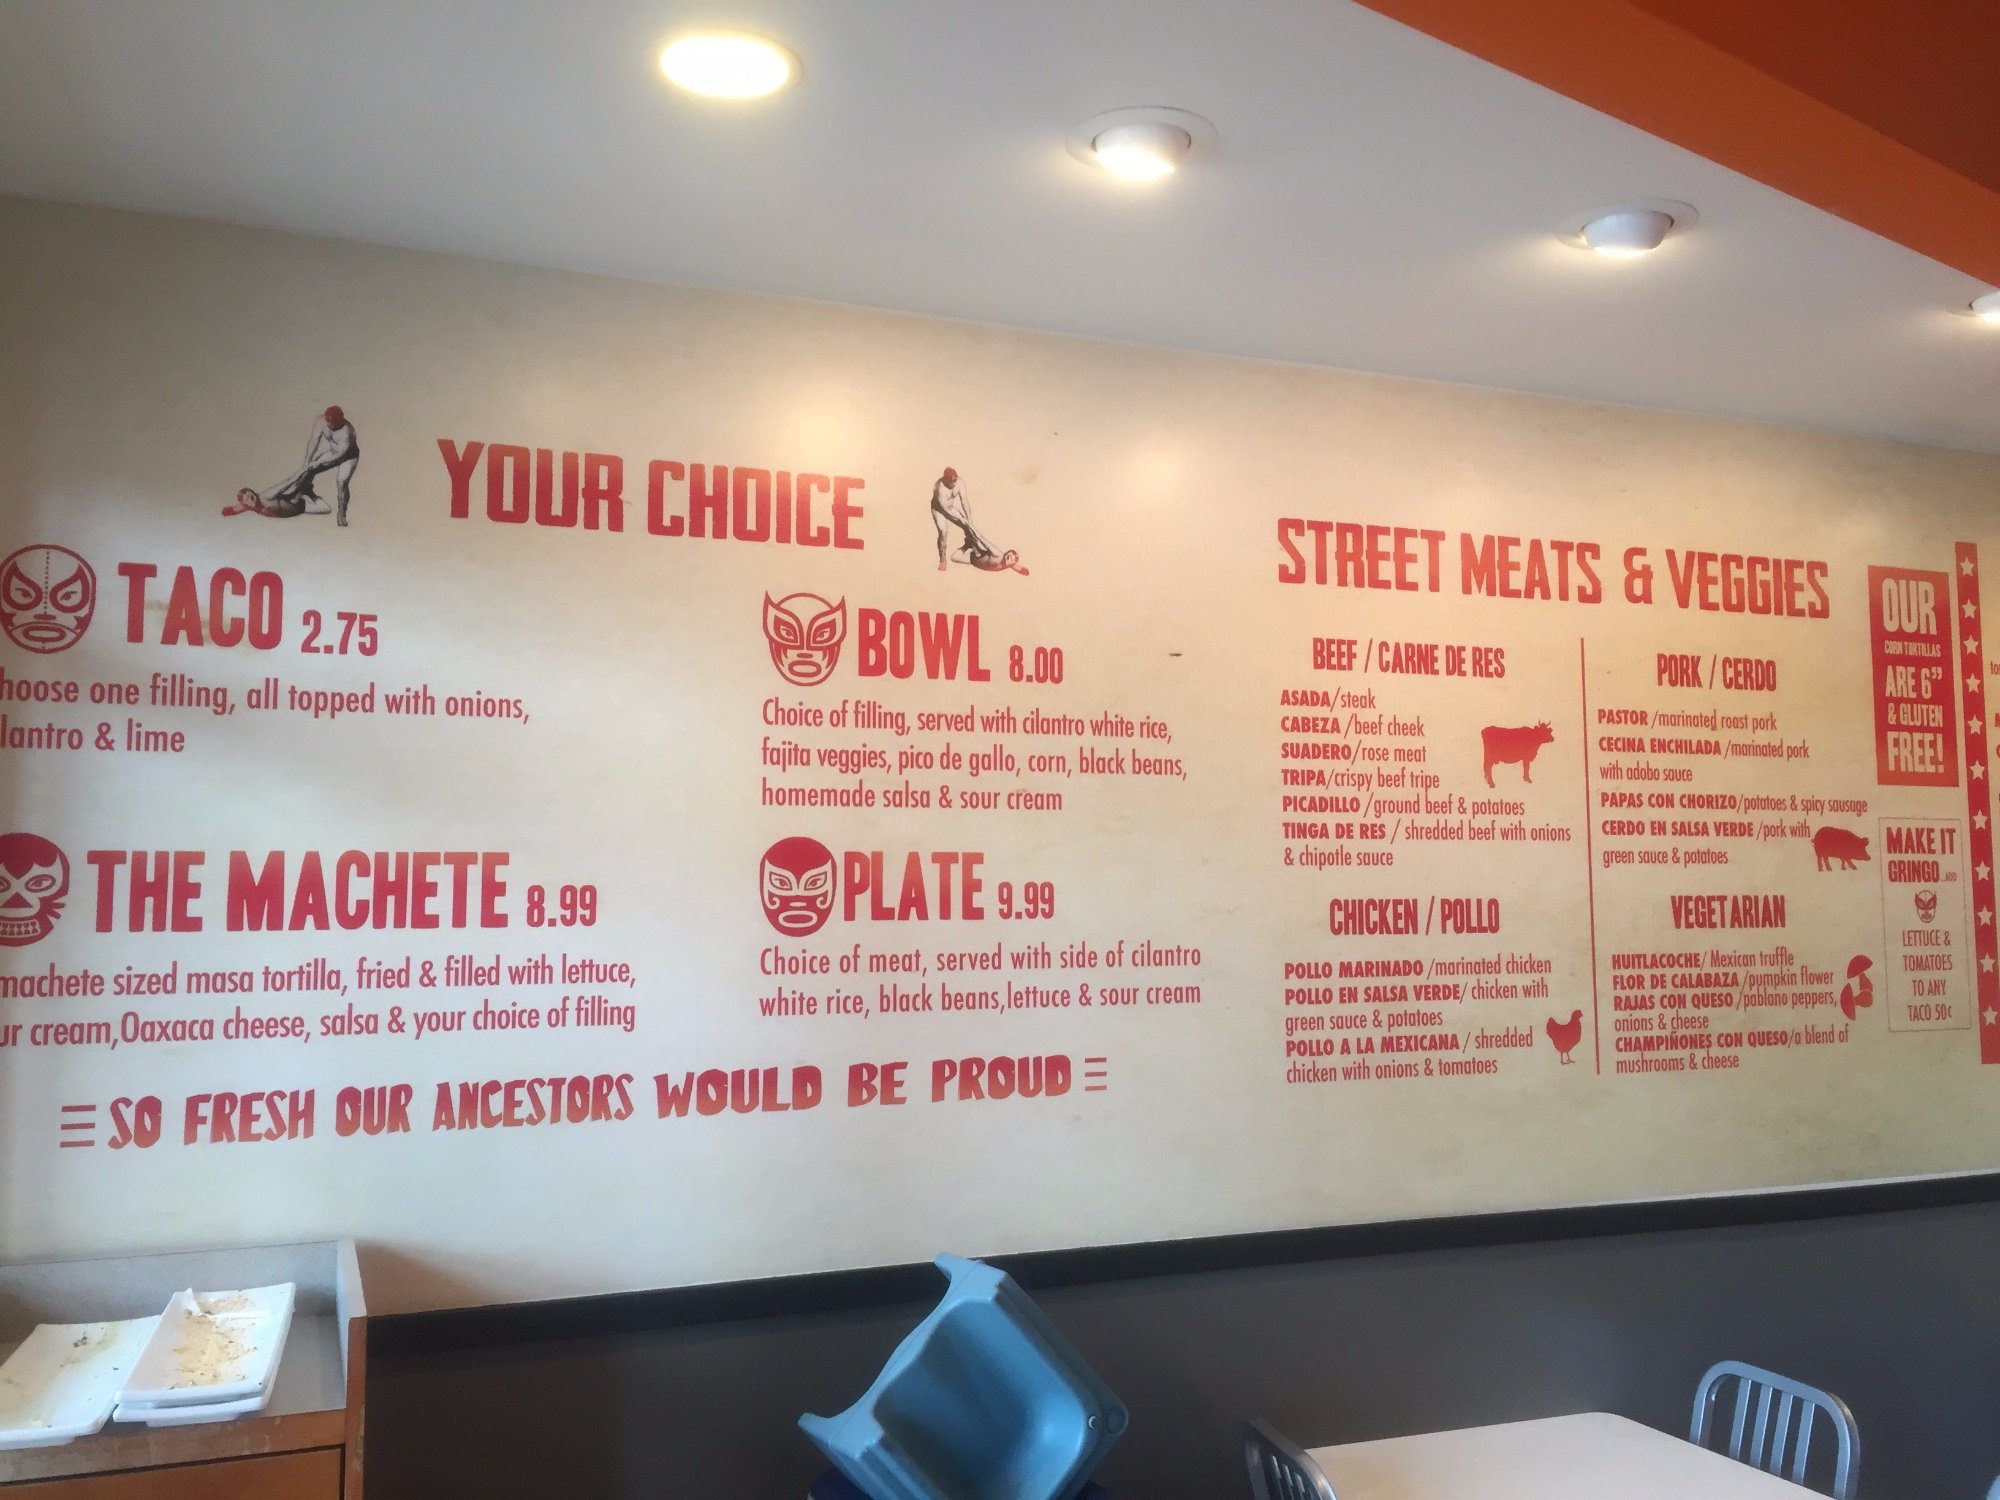 YOUR CHOICE
TACO 2.75
hoose one filling, all topped with onions,
lantro & lime
BOWL 8.00
Choice of filling, served with cilantro white rice,
fajita veggies, pico de gallo, corn, black beans,
homemade salsa & sour cream
THE MACHETE 8.99
machete sized masa tortilla, fried & filled with lettuce,
ur cream,Oaxaca cheese, salsa & your choice of filling
PLATE 9.99
Choice of meat, served with side of cilantro
white rice, black beans,lettuce & sour cream
SO FRESH OUR ANCESTORS WOULD BE PROUD
STREET MEATS & VEGGIES
BEEF / CARNE DE RES
ASADA/steak
CABEZA /beef cheek
SUADERO/rose meat
TRIPA/crispy beef tripe
PICADILLO /ground beef & potatoes
TINGA DE RES / shredded beef with onions
& chipotle sauce
CHICKEN / POLLO
POLLO MARINADO /marinated chicken
POLLO EN SALSA VERDE/ chicken with
green sauce & potatoes
POLLO A LA MEXICANA / shredded
chicken with onions & tomatoes
PORK / CERDO
PASTOR /marinated roast pork
CECINA ENCHILADA /marinated pork
with adobo sauce
PAPAS CON CHORIZO/potatoes & spicy sausage
CERDO EN SALSA VERDE /pork with
green sauce & potatoes
VEGETARIAN
HUITLACOCHE/ Mexican truffle
FLOR DE CALABAZA /pumpkin flower
RAJAS CON QUESO /pablano peppers,
onions & cheese
CHAMPIÑONES CON QUESO/a blend of
mushrooms & cheese
OUR
CORN TORTILLAS
ARE 6”
& GLUTEN
FREE!
MAKE IT
GRINGO ...ADD
LETTUCE &
TOMATOES
TO ANY
TACO 50¢